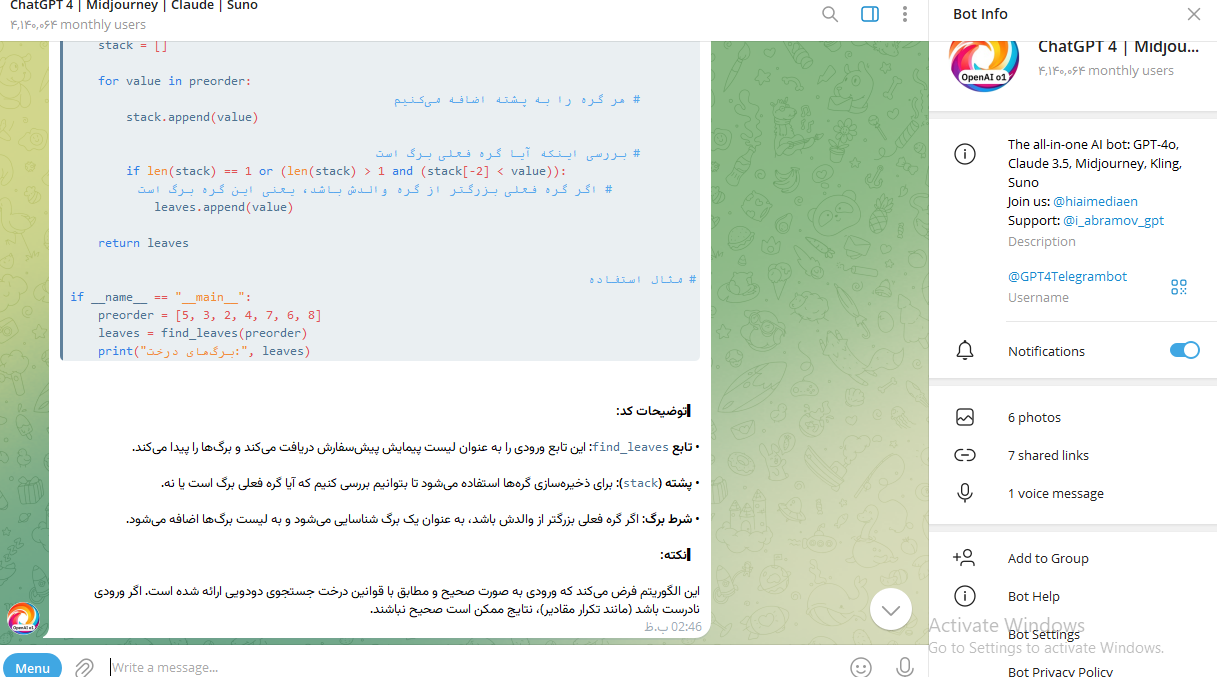 ChatGPT 4 | Midjourney | Claude | Suno
۴,۱۴۰,۰۶۴ monthly users
stack = []
for value in preorder:
# هر گره را به پشته اضافه می‌کنیم
stack.append(value)
# بررسی اینکه آیا گره فعلی برگ است
if len(stack) == 1 or (len(stack) > 1 and (stack[-2] < value)):
# اگر گره فعلی بزرگتر از گره والدش باشد، یعنی این گره برگ است
leaves.append(value)
return leaves
# مثال استفاده
if __name__ == "__main__":
preorder = [5, 3, 2, 4, 7, 6, 8]
leaves = find_leaves(preorder)
print("برگ‌های درخت:", leaves)
توضیحات کد:
• تابع find_leaves: این تابع ورودی را به عنوان لیست پیمایش پیش‌سفارش دریافت می‌کند و برگ‌ها را پیدا می‌کند.
• پشته (stack): برای ذخیره‌سازی گره‌ها استفاده می‌شود تا بتوانیم بررسی کنیم که آیا گره فعلی برگ است یا نه.
• شرط برگ: اگر گره فعلی بزرگتر از والدش باشد، به عنوان یک برگ شناسایی می‌شود و به لیست برگ‌ها اضافه می‌شود.
نکته:
این الگوریتم فرض می‌کند که ورودی به صورت صحیح و مطابق با قوانین درخت جستجوی دودویی ارائه شده است. اگر ورودی
نادرست باشد (مانند تکرار مقادیر)، نتایج ممکن است صحیح نباشند.
02:46 ب.ظ
OpenAI o1
Menu
Write a message...
Bot Info
OpenAI o1
ChatGPT 4 | Midjou...
۴,۱۴۰,۰۶۴ monthly users
The all-in-one AI bot: GPT-4o,
Claude 3.5, Midjourney, Kling,
Suno
Join us: @hiaimediaen
Support: @i_abramov_gpt
Description
@GPT4Telegrambot
Username
Notifications
6 photos
7 shared links
1 voice message
Add to Group
Bot Help
Bot Settings
Bot Privacy Policy
Activate Windows
Go to Settings to activate Windows.